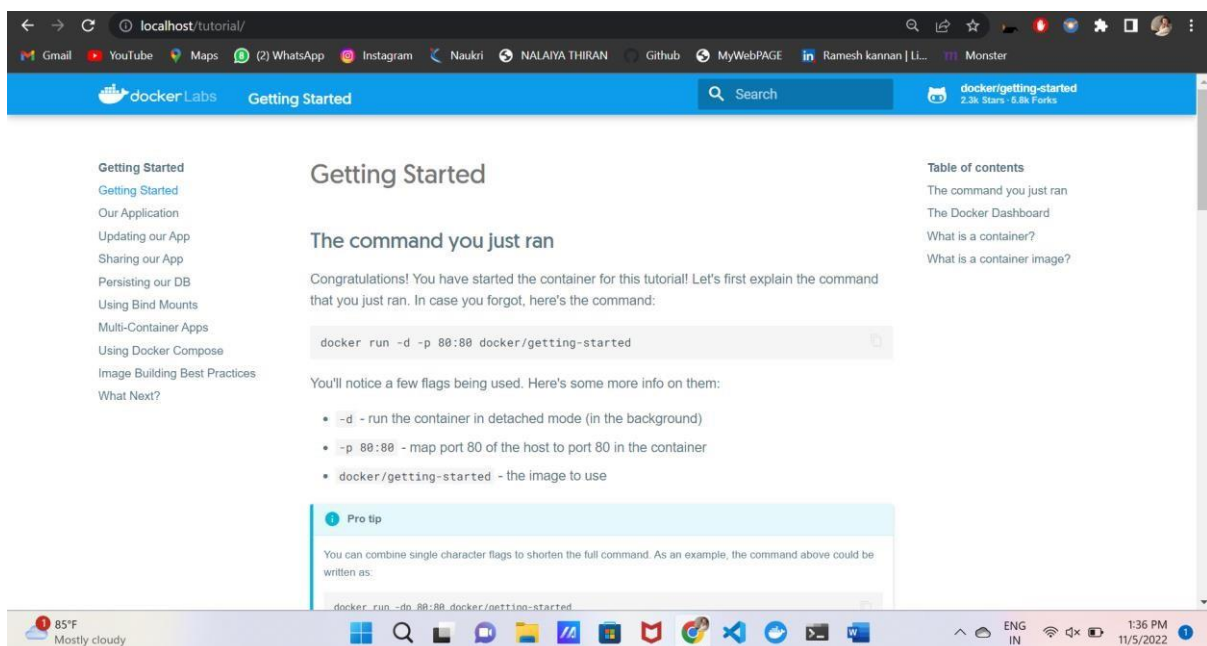 localhost/tutorial/
Gmail YouTube Maps (2) WhatsApp Instagram Naukri NALAIYA THIRAN Github MyWebPAGE Ramesh kannan | Li... Monster
docker Labs Getting Started Search docker/getting-started
2.3k Stars · 6.8k Forks
Getting Started
Getting Started
Our Application
Updating our App
Sharing our App
Persisting our DB
Using Bind Mounts
Multi-Container Apps
Using Docker Compose
Image Building Best Practices
What Next?
Getting Started
The command you just ran
Congratulations! You have started the container for this tutorial! Let's first explain the command
that you just ran. In case you forgot, here's the command:
docker run -d -p 80:80 docker/getting-started
You'll notice a few flags being used. Here's some more info on them:
• -d - run the container in detached mode (in the background)
• -p 80:80 - map port 80 of the host to port 80 in the container
• docker/getting-started - the image to use
Pro tip
You can combine single character flags to shorten the full command. As an example, the command above could be
written as:
docker run -dp 80:80 docker/getting-started
Table of contents
The command you just ran
The Docker Dashboard
What is a container?
What is a container image?
1 85°F
Mostly cloudy
ENG
IN
1:36 PM
11/5/2022
1